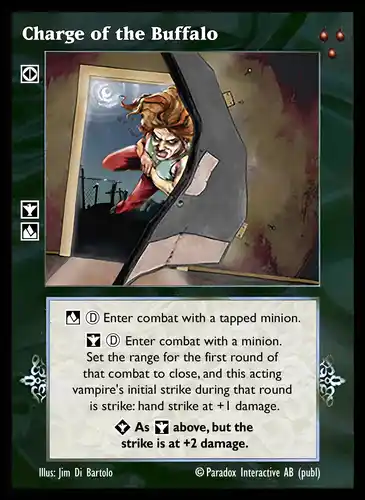 Charge of the Buffalo
D Enter combat with a tapped minion.
D Enter combat with a minion.
Set the range for the first round of
that combat to close, and this acting
vampire's initial strike during that round
is strike: hand strike at +1 damage.
As above, but the
strike is at +2 damage.
Illus: Jim Di Bartolo © Paradox Interactive AB (publ)